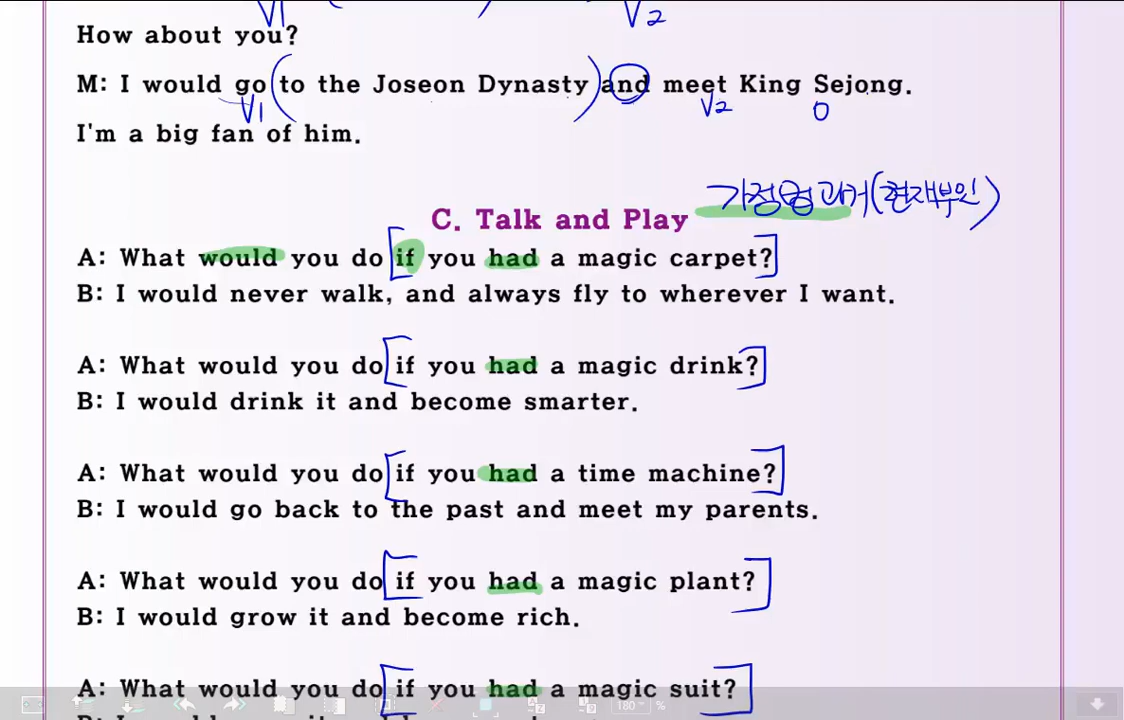 V1 V2
How about you?
M: I would go (to the Joseon Dynasty) and meet King Sejong.
V1 V2 O
I'm a big fan of him.
가정법 과거(현재부인)
C. Talk and Play
A: What would you do [if you had a magic carpet?]
B: I would never walk, and always fly to wherever I want.
A: What would you do [if you had a magic drink?]
B: I would drink it and become smarter.
A: What would you do [if you had a time machine?]
B: I would go back to the past and meet my parents.
A: What would you do [if you had a magic plant?]
B: I would grow it and become rich.
A: What would you do [if you had a magic suit?]
180 %